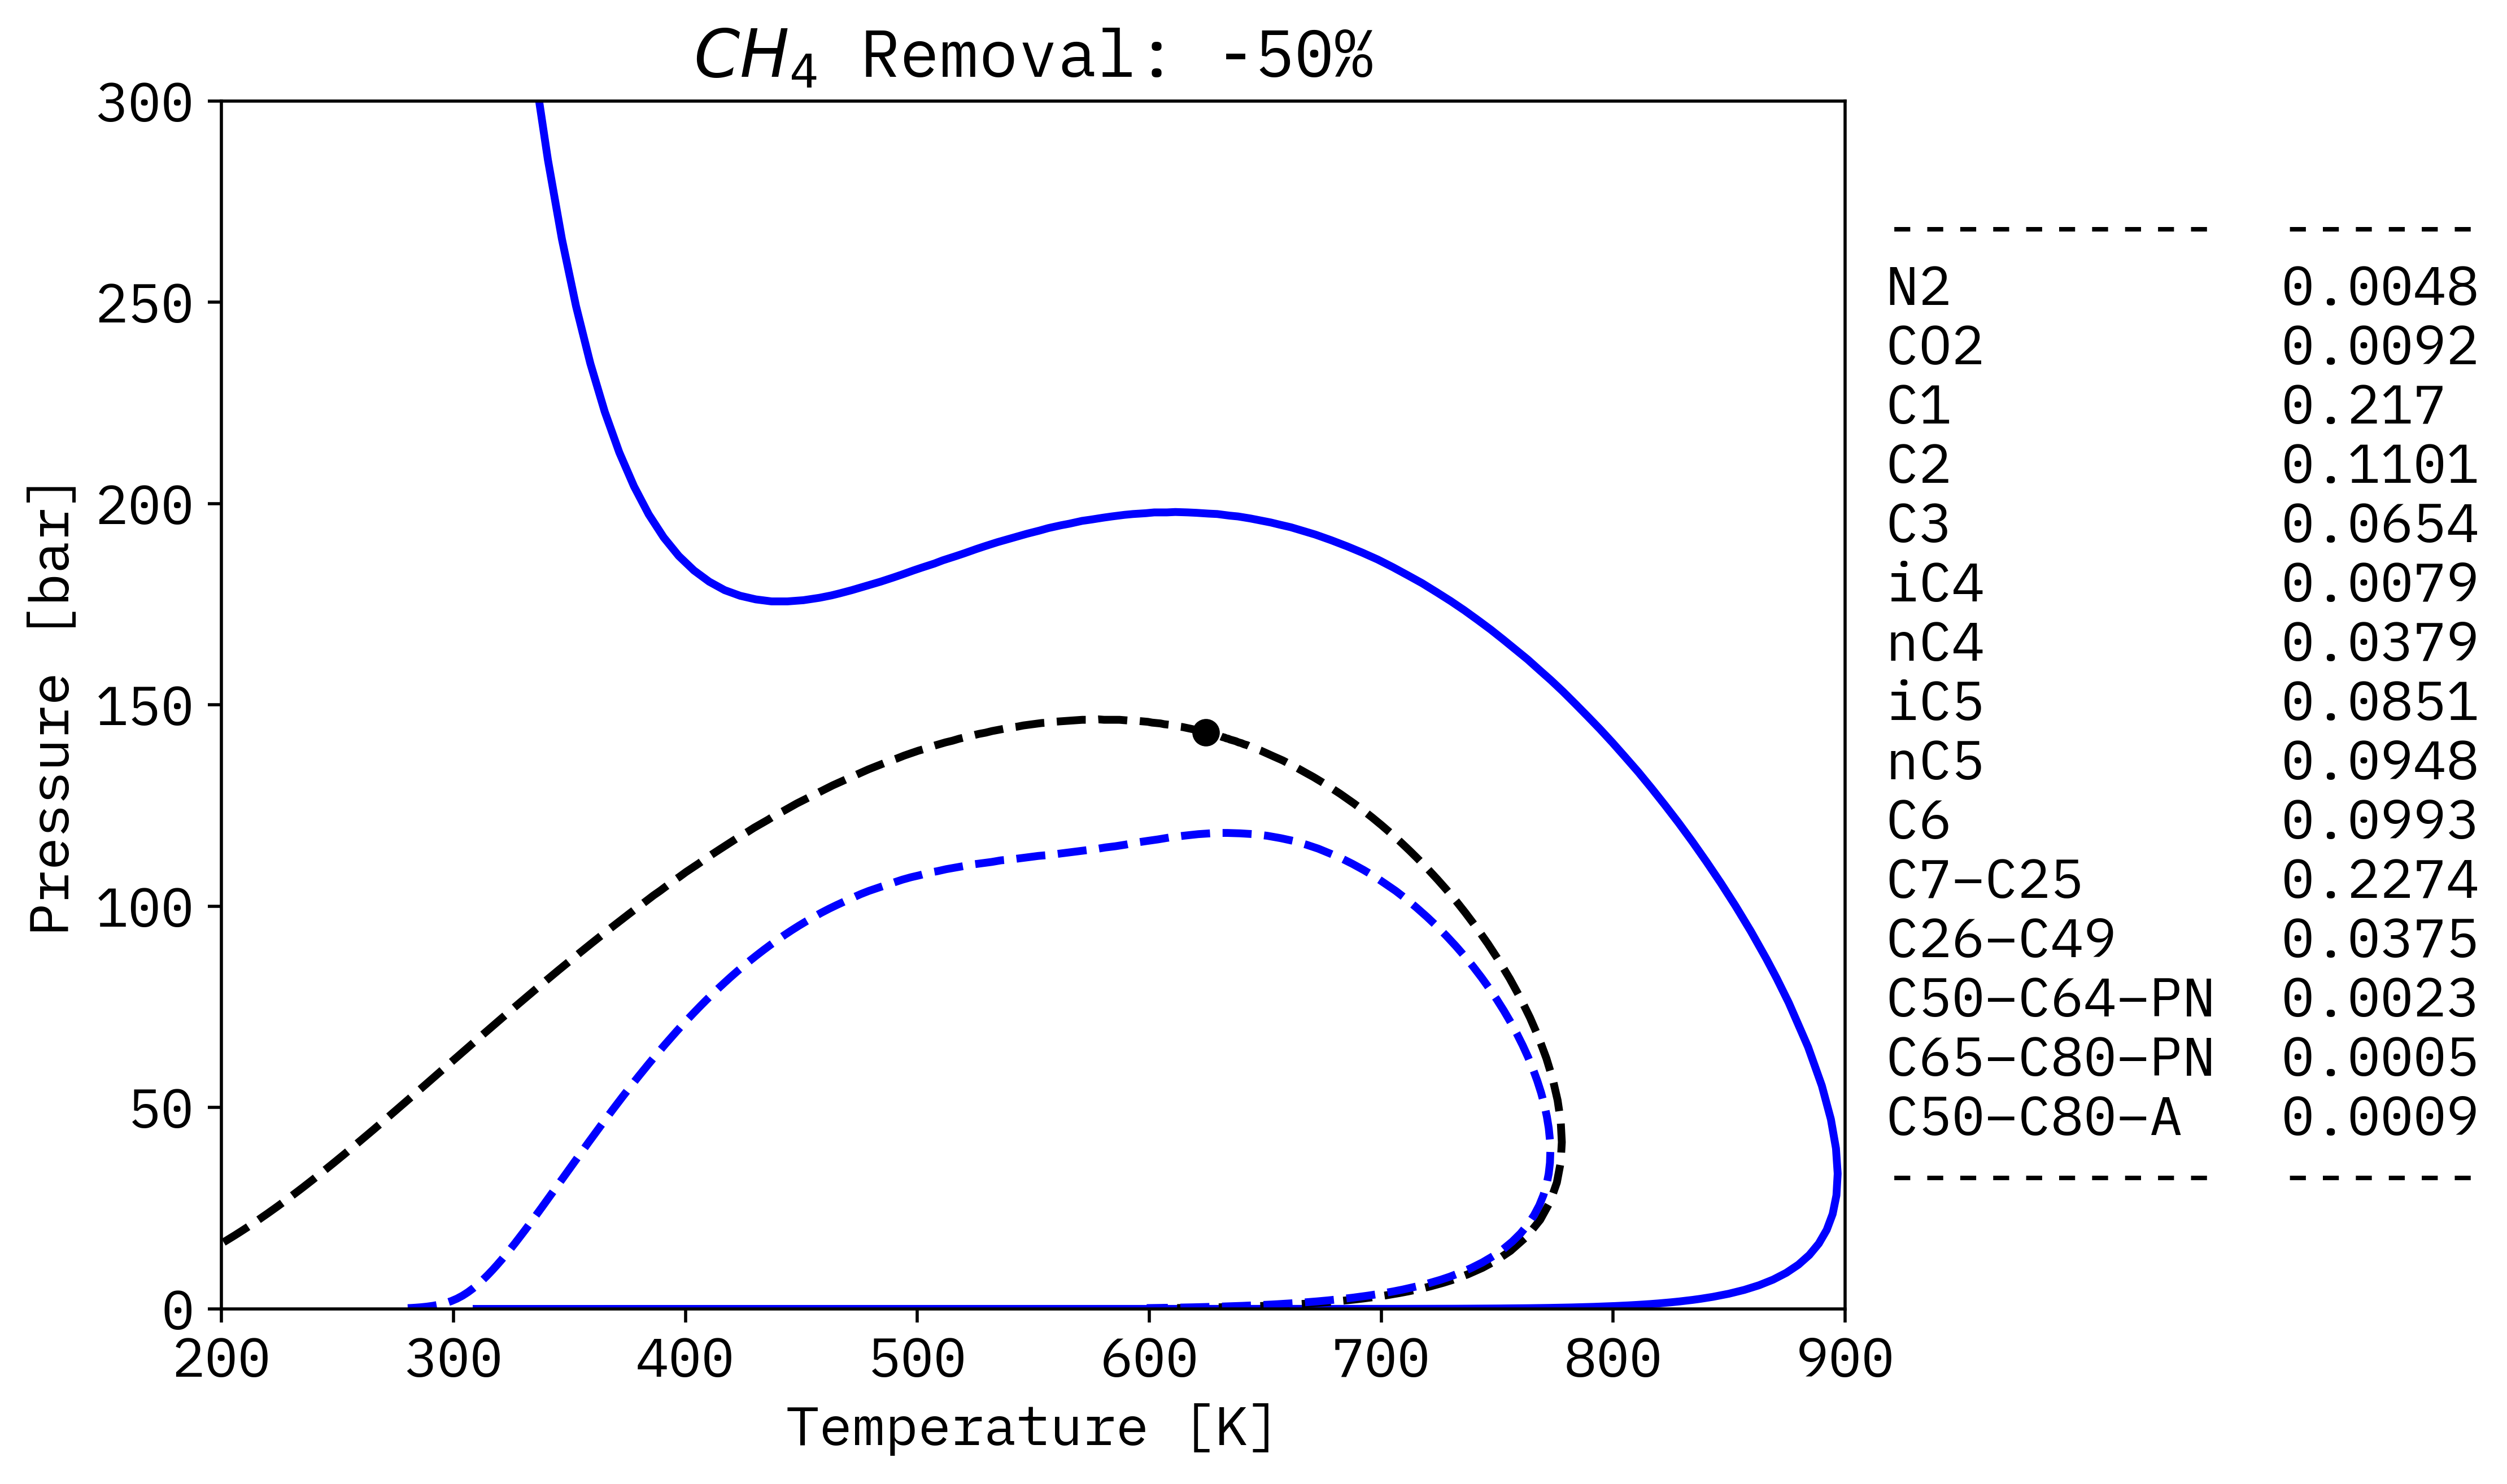 CH4 Removal: -50%
300
250
200
150
100
50
0
Pressure [bar]
200 300 400 500 600 700 800 900
Temperature [K]
---------- ------
N2 0.0048
CO2 0.0092
C1 0.217
C2 0.1101
C3 0.0654
iC4 0.0079
nC4 0.0379
iC5 0.0851
nC5 0.0948
C6 0.0993
C7–C25 0.2274
C26–C49 0.0375
C50–C64–PN 0.0023
C65–C80–PN 0.0005
C50–C80–A 0.0009
---------- ------